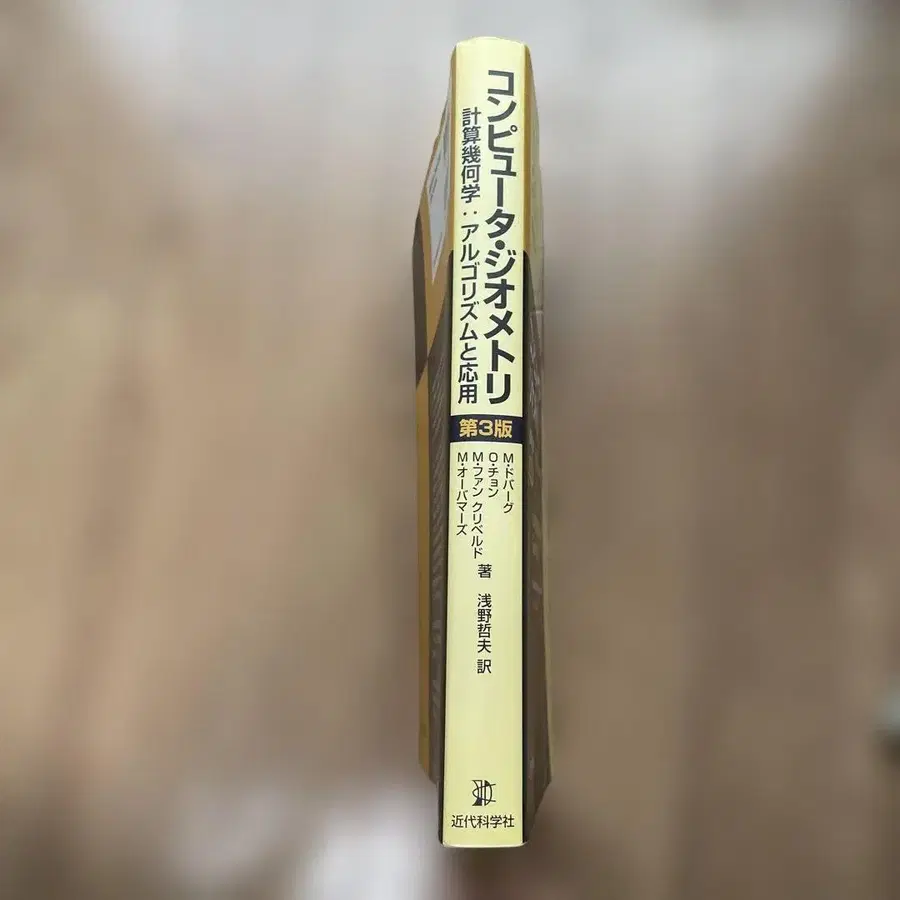 コンピュータ・ジオメトリ
計算幾何学：アルゴリズムと応用
第3版
M・ドバーグ
O・チョン
M・ファン クリベルド
M・オーバマーズ
著
浅野哲夫 訳
近代科学社